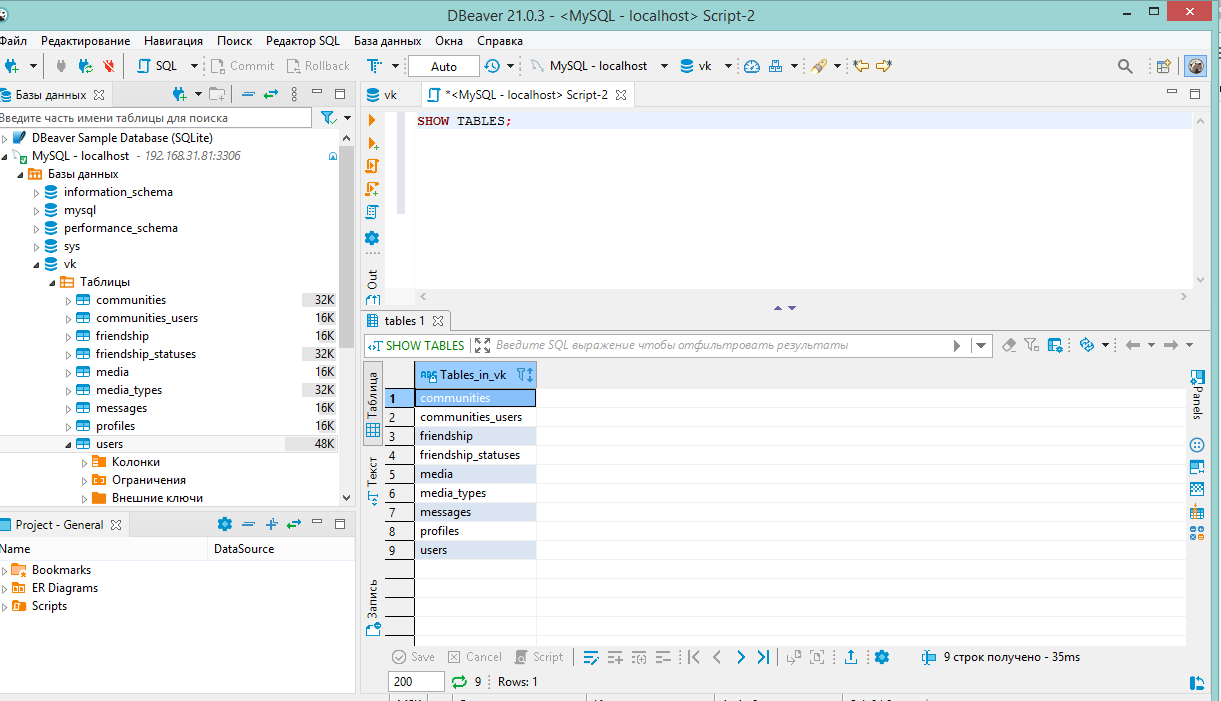 DBeaver 21.0.3 - <MySQL - localhost> Script-2
Файл Редактирование Навигация Поиск Редактор SQL База данных Окна Справка
SQL Commit Rollback Auto MySQL - localhost vk
Базы данных
Введите часть имени таблицы для поиска
DBeaver Sample Database (SQLite)
MySQL - localhost - 192.168.31.81:3306
Базы данных
information_schema
mysql
performance_schema
sys
vk
Таблицы
communities 32K
communities_users 16K
friendship 16K
friendship_statuses 32K
media 16K
media_types 32K
messages 16K
profiles 16K
users 48K
Колонки
Ограничения
Внешние ключи
Project - General
Name DataSource
Bookmarks
ER Diagrams
Scripts
vk *<MySQL - localhost> Script-2
SHOW TABLES;
Out
tables 1
SHOW TABLES Введите SQL выражение чтобы отфильтровать результаты
Таблица
Текст
Запись
Tables_in_vk
1 communities
2 communities_users
3 friendship
4 friendship_statuses
5 media
6 media_types
7 messages
8 profiles
9 users
Panels
Save Cancel Script 9 строк получено - 35ms
200 9 Rows: 1